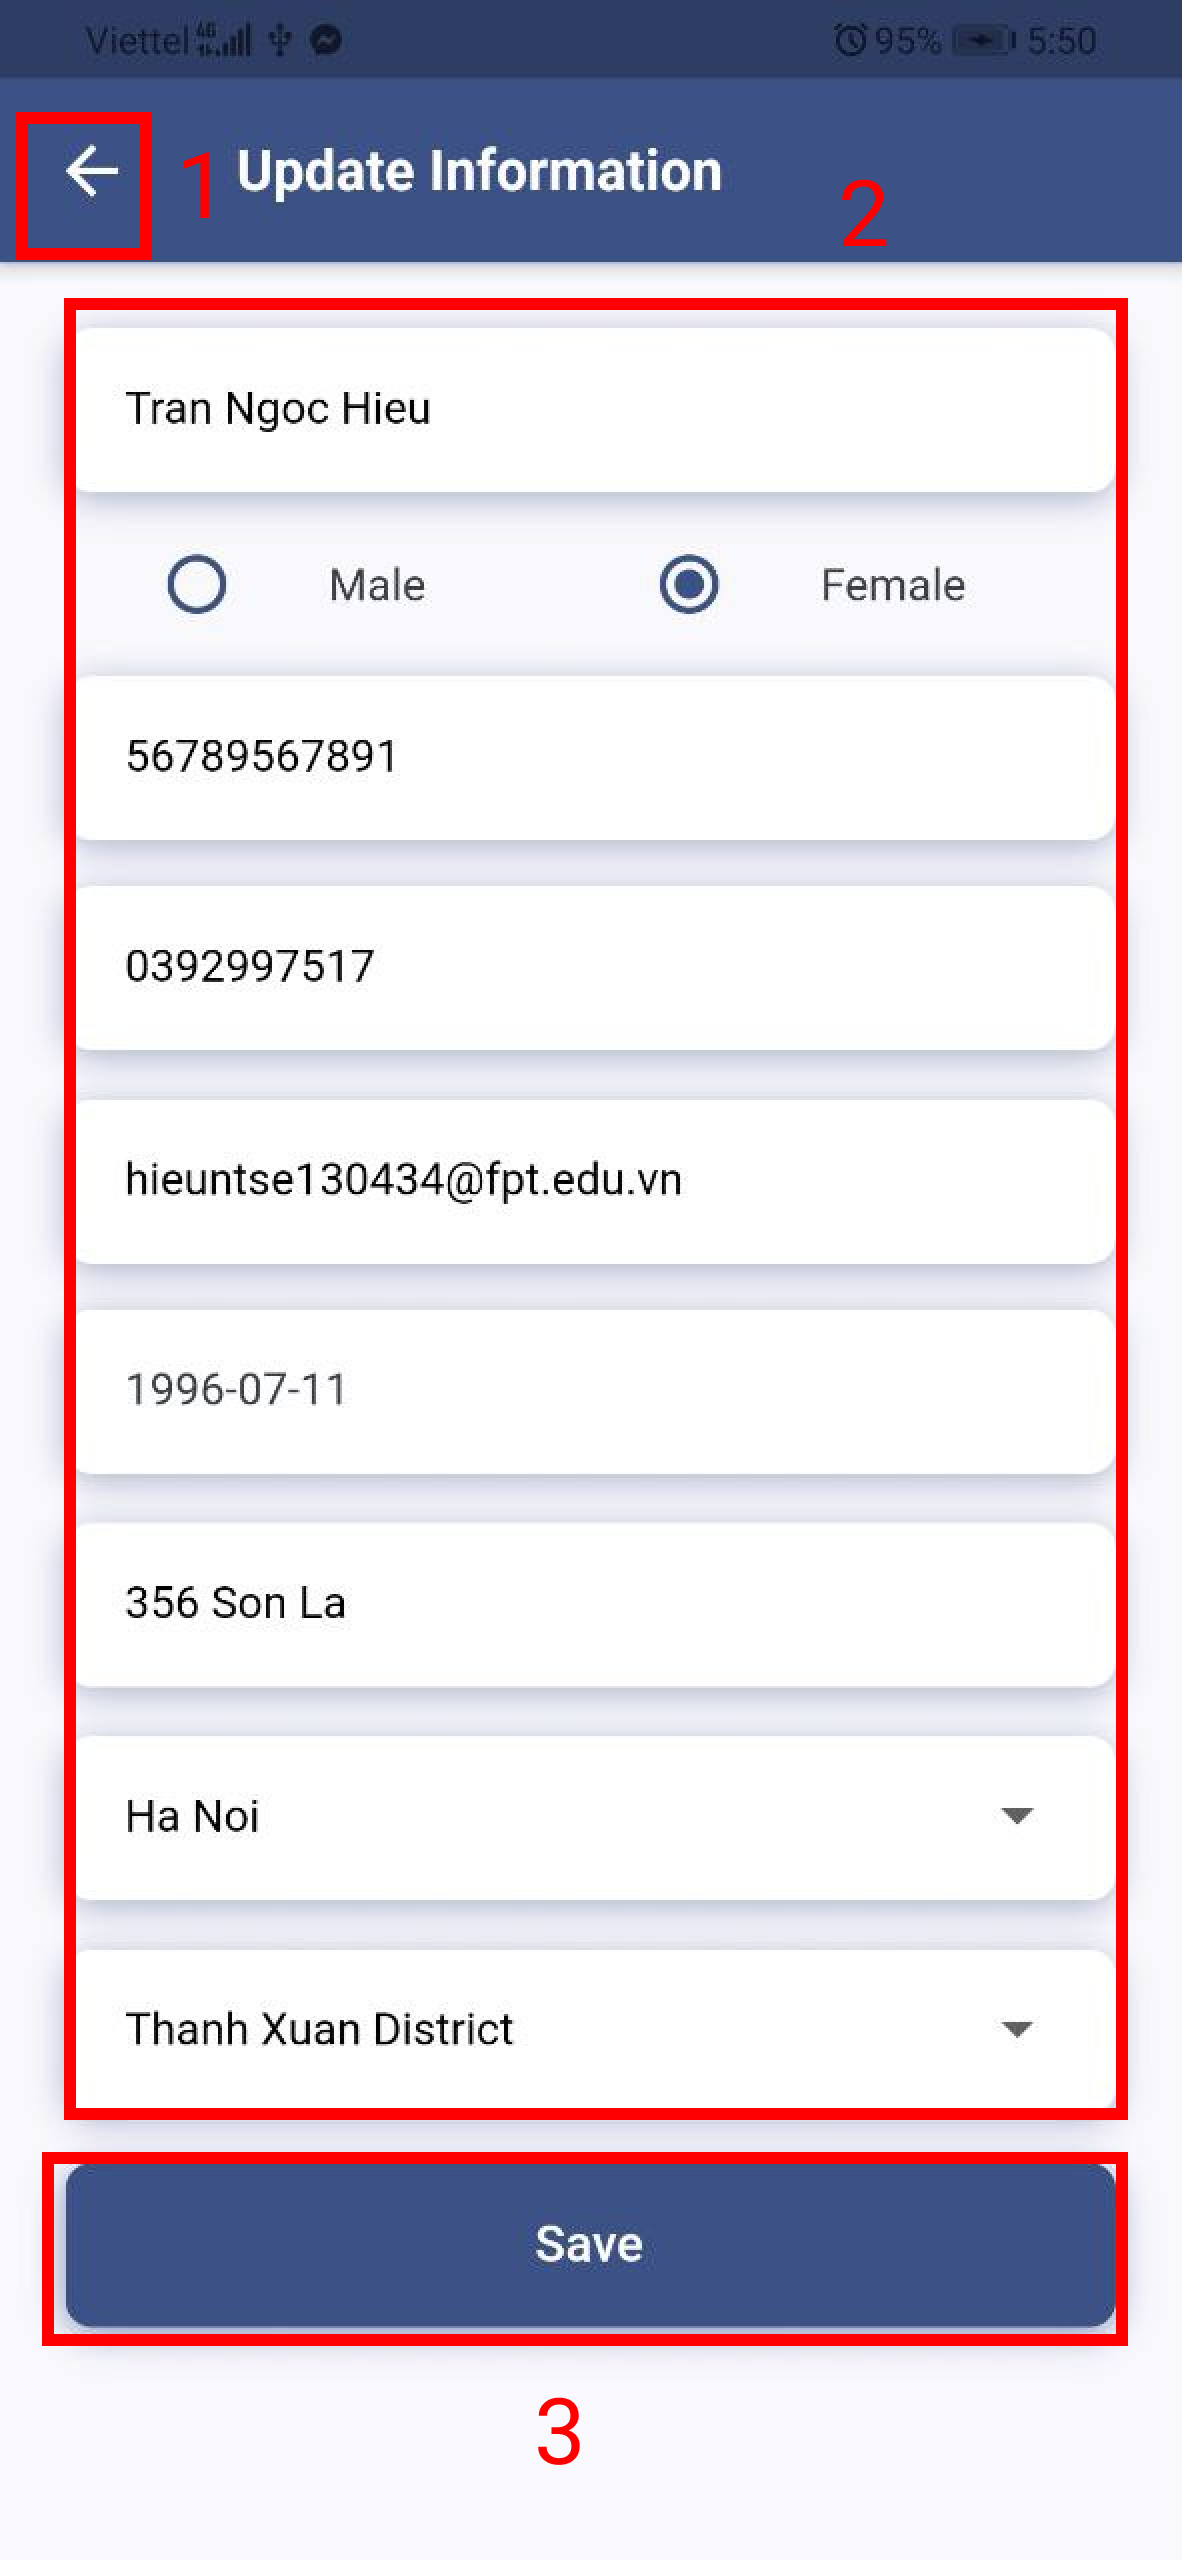 Viettel 4G 95% 5:50
1 Update Information 2
Tran Ngoc Hieu
Male Female
56789567891
0392997517
hieuntse130434@fpt.edu.vn
1996-07-11
356 Son La
Ha Noi
Thanh Xuan District
Save
3